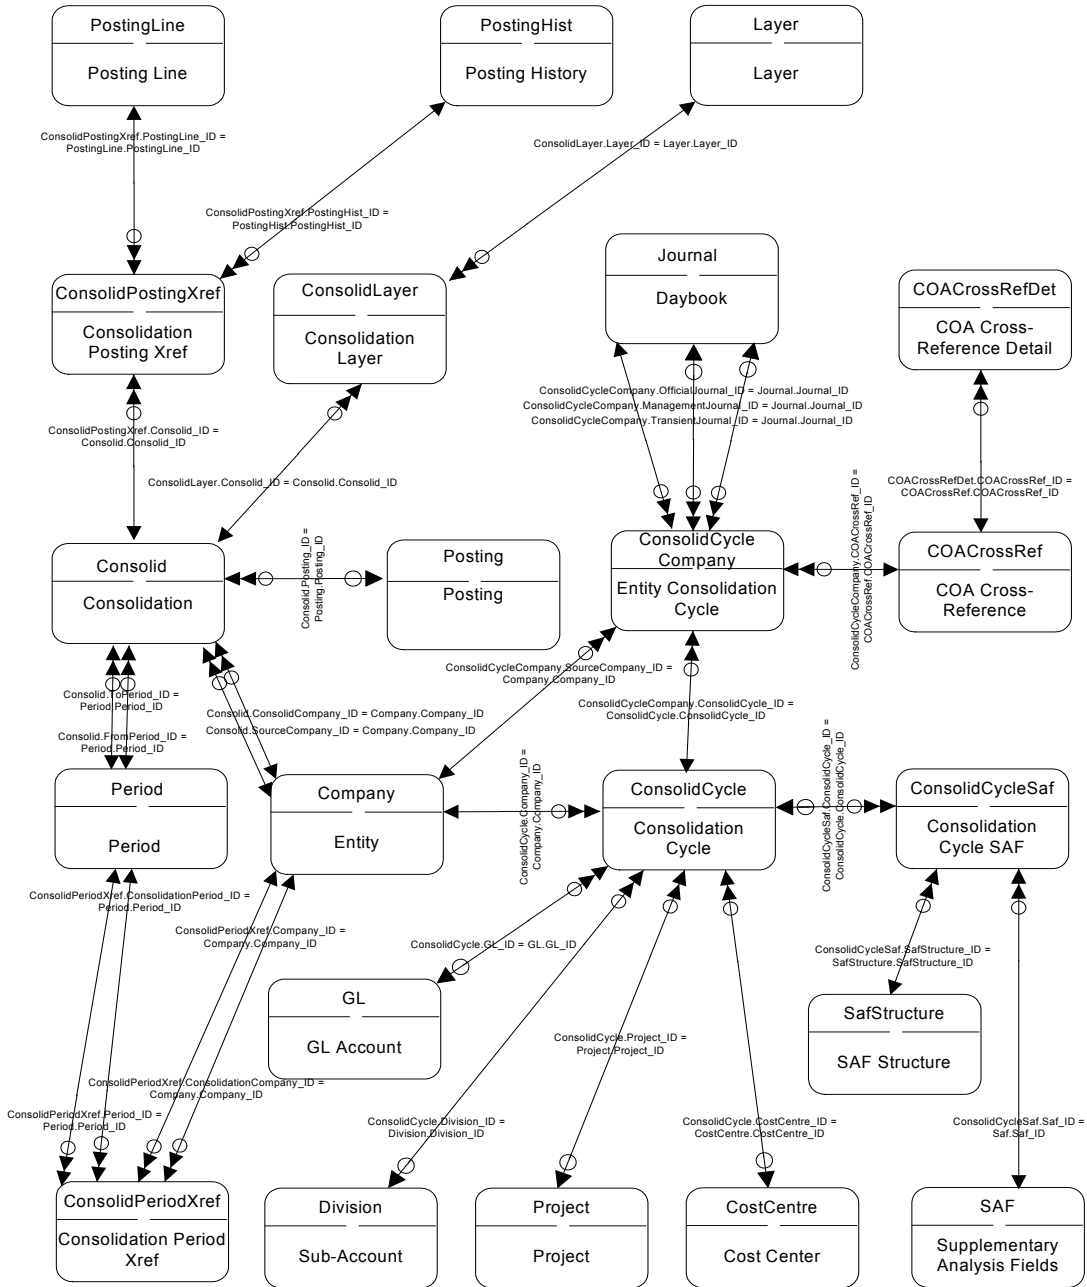 PostingLine
Posting Line
PostingHist
Posting History
Layer
Layer
ConsolidPostingXref.PostingLine_ID =
PostingLine.PostingLine_ID
ConsolidLayer.Layer_ID = Layer.Layer_ID
ConsolidPostingXref.PostingHist_ID =
PostingHist.PostingHist_ID
ConsolidPostingXref
Consolidation
Posting Xref
ConsolidLayer
Consolidation
Layer
Journal
Daybook
COACrossRefDet
COA Cross-
Reference Detail
ConsolidCycleCompany.OfficialJournal_ID = Journal.Journal_ID
ConsolidCycleCompany.ManagementJournal_ID = Journal.Journal_ID
ConsolidCycleCompany.TransientJournal_ID = Journal.Journal_ID
ConsolidPostingXref.Consolid_ID =
Consolid.Consolid_ID
ConsolidLayer.Consolid_ID = Consolid.Consolid_ID
COACrossRefDet.COACrossRef_ID =
COACrossRef.COACrossRef_ID
Consolid
Consolidation
Consolid.Posting_ID =
Posting.Posting_ID
Posting
Posting
ConsolidCycle
Company
Entity Consolidation
Cycle
ConsolidCycleCompany.COACrossRef_ID =
COACrossRef.COACrossRef_ID
COACrossRef
COA Cross-
Reference
Consolid.ToPeriod_ID =
Period.Period_ID
Consolid.FromPeriod_ID =
Period.Period_ID
Consolid.ConsolidCompany_ID = Company.Company_ID
Consolid.SourceCompany_ID = Company.Company_ID
ConsolidCycleCompany.SourceCompany_ID =
Company.Company_ID
ConsolidCycleCompany.ConsolidCycle_ID =
ConsolidCycle.ConsolidCycle_ID
Period
Period
Company
Entity
ConsolidCycle.Company_ID =
Company.Company_ID
ConsolidCycle
Consolidation
Cycle
ConsolidCycleSaf.ConsolidCycle_ID =
ConsolidCycle.ConsolidCycle_ID
ConsolidCycleSaf
Consolidation
Cycle SAF
ConsolidPeriodXref.ConsolidationPeriod_ID =
Period.Period_ID
ConsolidPeriodXref.Company_ID =
Company.Company_ID
ConsolidCycle.GL_ID = GL.GL_ID
ConsolidCycleSaf.SafStructure_ID =
SafStructure.SafStructure_ID
GL
GL Account
ConsolidCycle.Project_ID =
Project.Project_ID
SafStructure
SAF Structure
ConsolidPeriodXref.ConsolidationCompany_ID =
Company.Company_ID
ConsolidPeriodXref.Period_ID =
Period.Period_ID
ConsolidCycle.Division_ID =
Division.Division_ID
ConsolidCycle.CostCentre_ID =
CostCentre.CostCentre_ID
ConsolidCycleSaf.Saf_ID =
Saf.Saf_ID
ConsolidPeriodXref
Consolidation Period
Xref
Division
Sub-Account
Project
Project
CostCentre
Cost Center
SAF
Supplementary
Analysis Fields